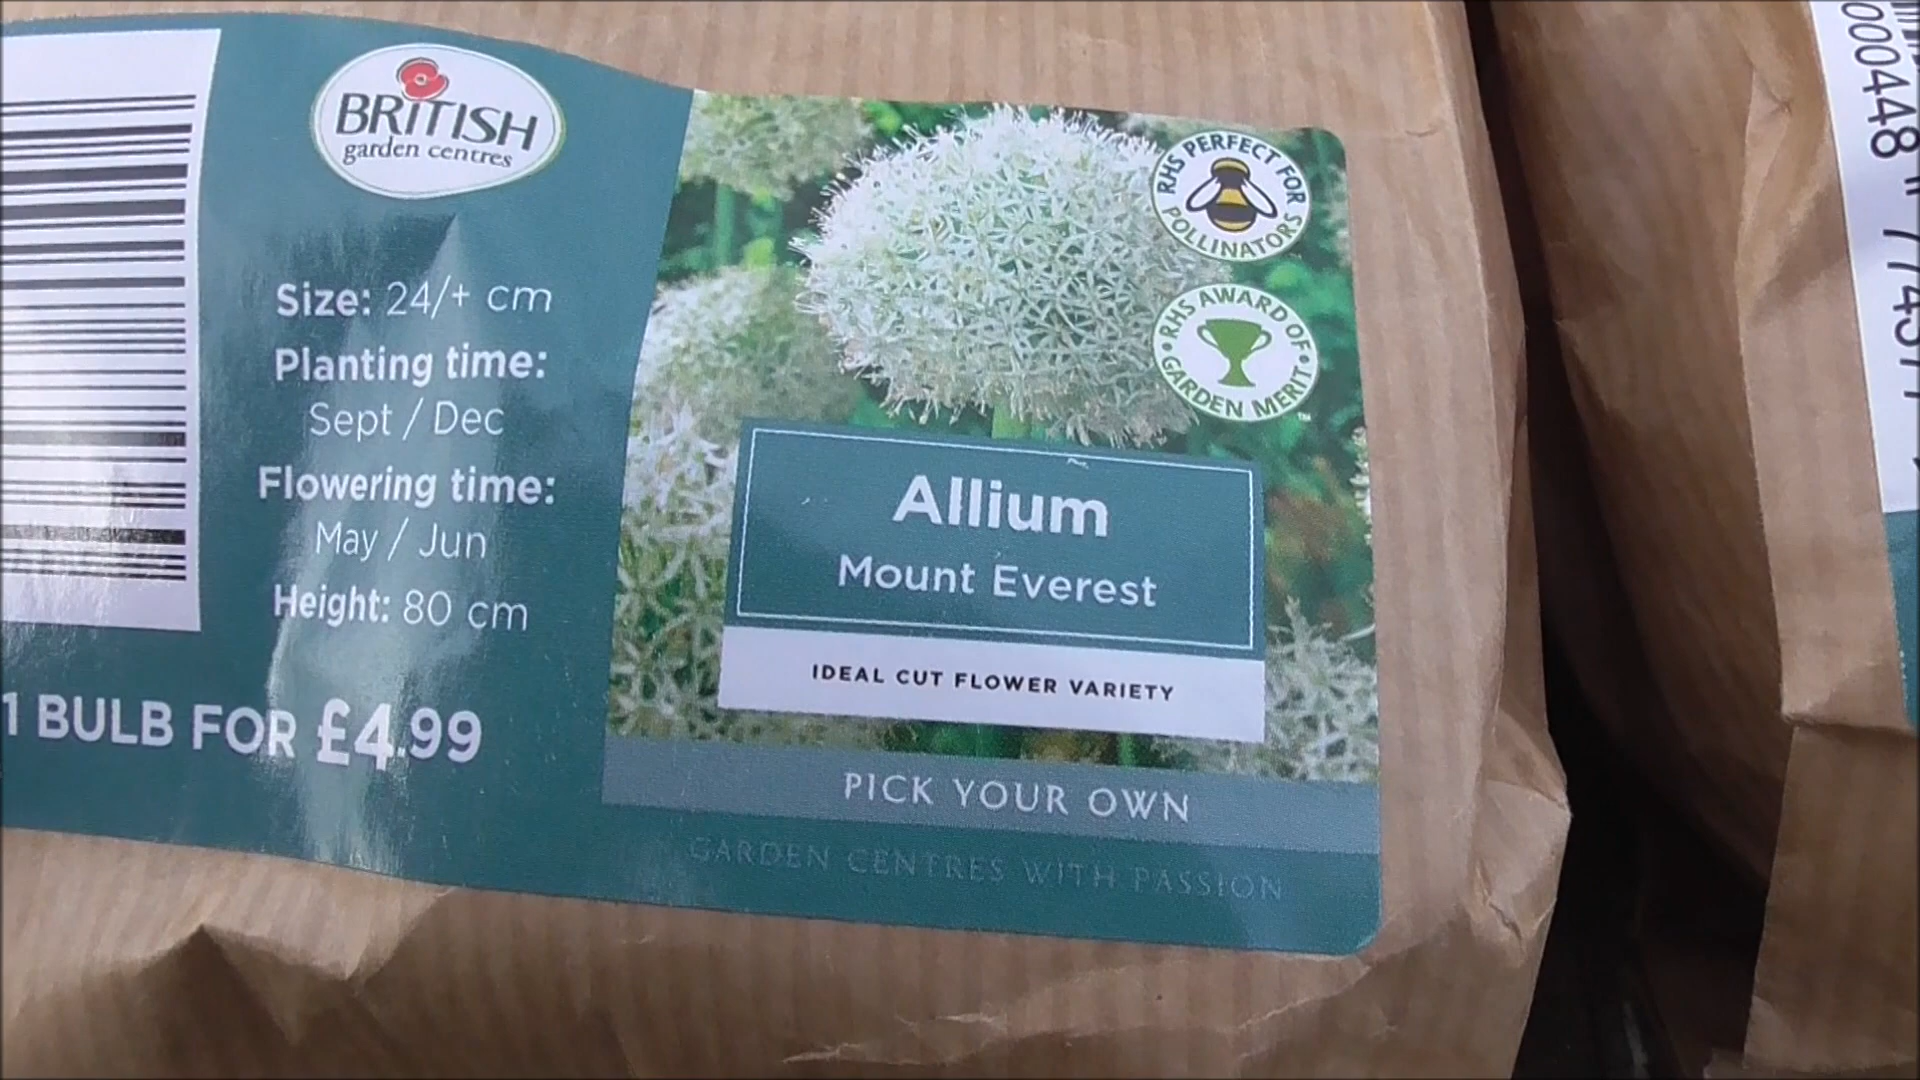 BRITISH
garden centres
Size: 24/+ cm
Planting time:
Sept / Dec
Flowering time:
May / Jun
Height: 80 cm
1 BULB FOR £4.99
RHS PERFECT FOR POLLINATORS
RHS AWARD OF GARDEN MERIT
TM
Allium
Mount Everest
IDEAL CUT FLOWER VARIETY
PICK YOUR OWN
GARDEN CENTRES WITH PASSION
000448